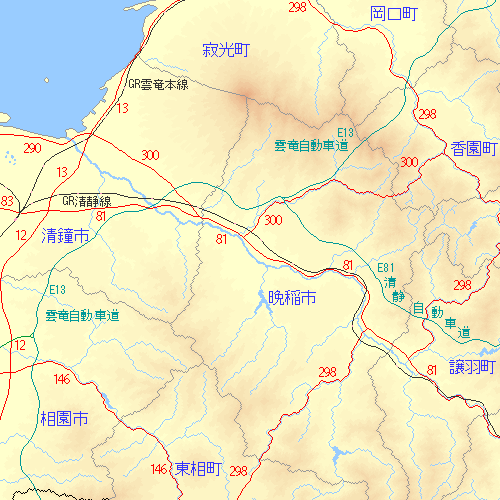 298
岡口町
寂光町
GR雲竜本線
13
298
E13
290
300
雲竜自動車道
香園町
13
300
83
GR清静線
81
300
12
清鐘市
81
81
E81
清静自動車道
298
E13
晩稲市
雲竜自動車道
12
146
298
81
譲羽町
相園市
146
東相町
298